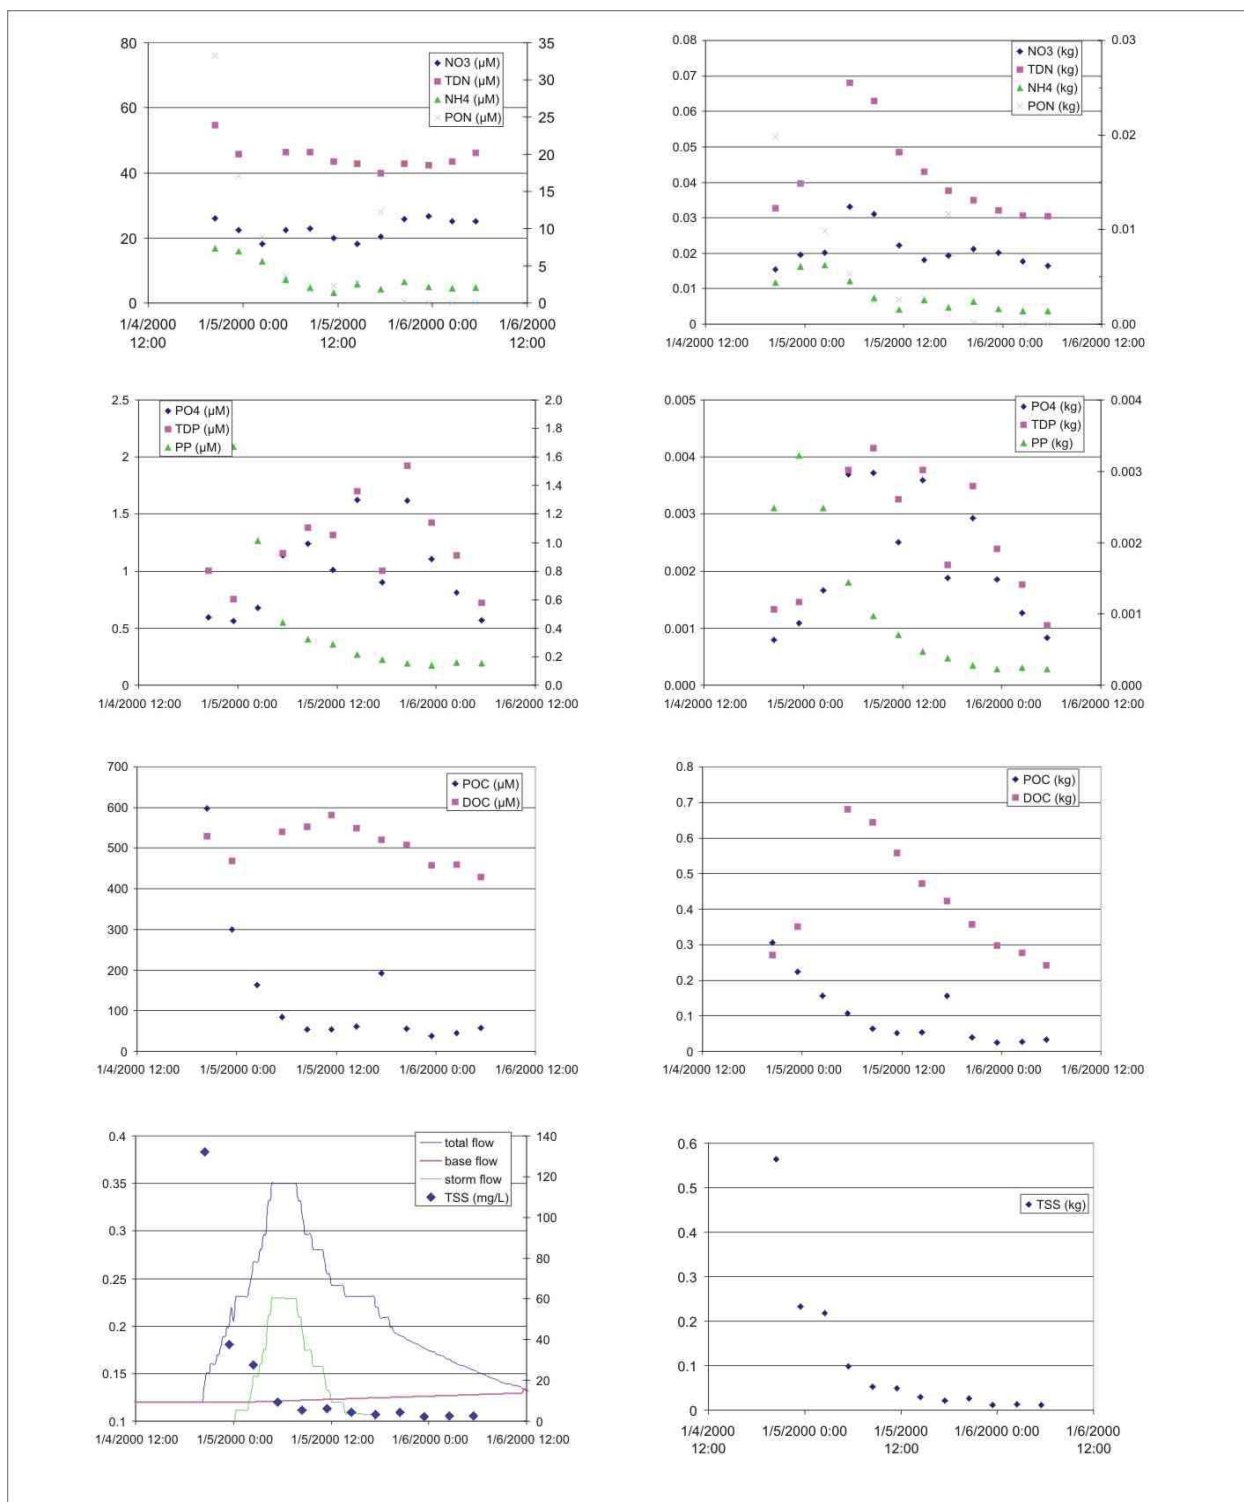 80
60
40
20
0
35
30
25
20
15
10
5
0
NO3 (µM)
TDN (µM)
NH4 (µM)
PON (µM)
1/4/2000 1/5/2000 0:00 1/5/2000 1/6/2000 0:00 1/6/2000
12:00 12:00 12:00
0.08
0.07
0.06
0.05
0.04
0.03
0.02
0.01
0
0.03
0.02
0.01
0.00
NO3 (kg)
TDN (kg)
NH4 (kg)
PON (kg)
1/4/2000 12:00 1/5/2000 0:00 1/5/2000 12:00 1/6/2000 0:00 1/6/2000 12:00
2.5
2
1.5
1
0.5
0
2.0
1.8
1.6
1.4
1.2
1.0
0.8
0.6
0.4
0.2
0.0
PO4 (µM)
TDP (µM)
PP (µM)
1/4/2000 12:00 1/5/2000 0:00 1/5/2000 12:00 1/6/2000 0:00 1/6/2000 12:00
0.005
0.004
0.003
0.002
0.001
0.000
0.004
0.003
0.002
0.001
0.000
PO4 (kg)
TDP (kg)
PP (kg)
1/4/2000 12:00 1/5/2000 0:00 1/5/2000 12:00 1/6/2000 0:00 1/6/2000 12:00
700
600
500
400
300
200
100
0
POC (µM)
DOC (µM)
1/4/2000 12:00 1/5/2000 0:00 1/5/2000 12:00 1/6/2000 0:00 1/6/2000 12:00
0.8
0.7
0.6
0.5
0.4
0.3
0.2
0.1
0
POC (kg)
DOC (kg)
1/4/2000 12:00 1/5/2000 0:00 1/5/2000 12:00 1/6/2000 0:00 1/6/2000 12:00
0.4
0.35
0.3
0.25
0.2
0.15
0.1
140
120
100
80
60
40
20
0
total flow
base flow
storm flow
TSS (mg/L)
1/4/2000 12:00 1/5/2000 0:00 1/5/2000 12:00 1/6/2000 0:00 1/6/2000 12:00
0.6
0.5
0.4
0.3
0.2
0.1
0
TSS (kg)
1/4/2000 1/5/2000 0:00 1/5/2000 1/6/2000 0:00 1/6/2000
12:00 12:00 12:00